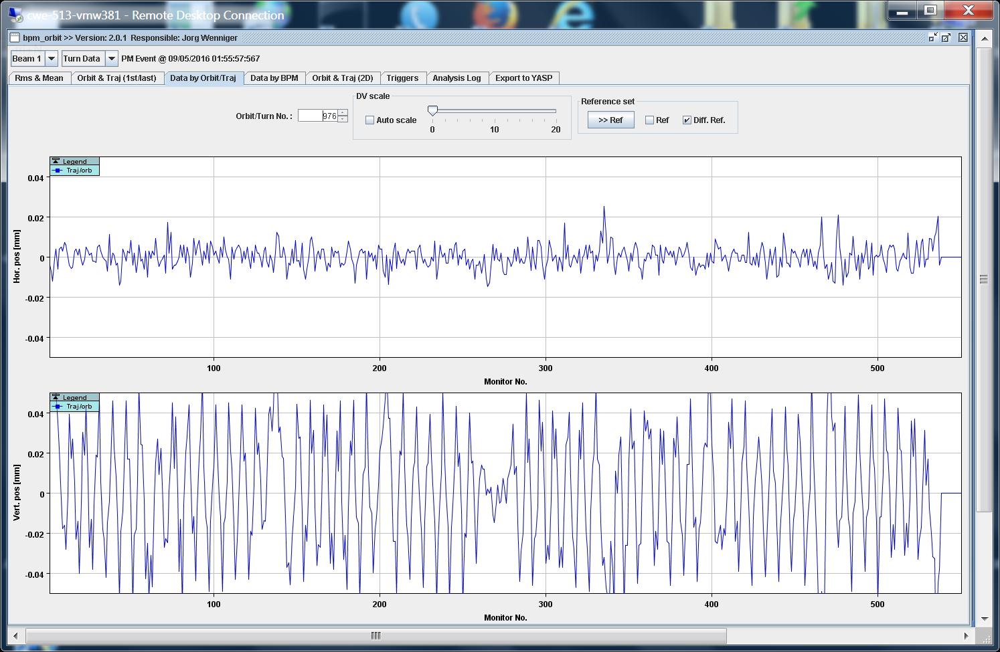 cwe-513-vmw381 - Remote Desktop Connection
bpm_orbit >> Version: 2.0.1 Responsible: Jorg Wenniger
Beam 1 Turn Data PM Event @ 09/05/2016 01:55:57:567
Rms & Mean Orbit & Traj (1st/last) Data by Orbit/Traj Data by BPM Orbit & Traj (2D) Triggers Analysis Log Export to YASP
DV scale
Reference set
Orbit/Turn No. : 976
Auto scale
0 10 20
>> Ref Ref Diff. Ref.
Legend
Traj/orb
Hor. pos [mm]
0.04
0.02
0
-0.02
-0.04
100 200 300 400 500
Monitor No.
Legend
Traj/orb
Vert. pos [mm]
0.04
0.02
0
-0.02
-0.04
100 200 300 400 500
Monitor No.